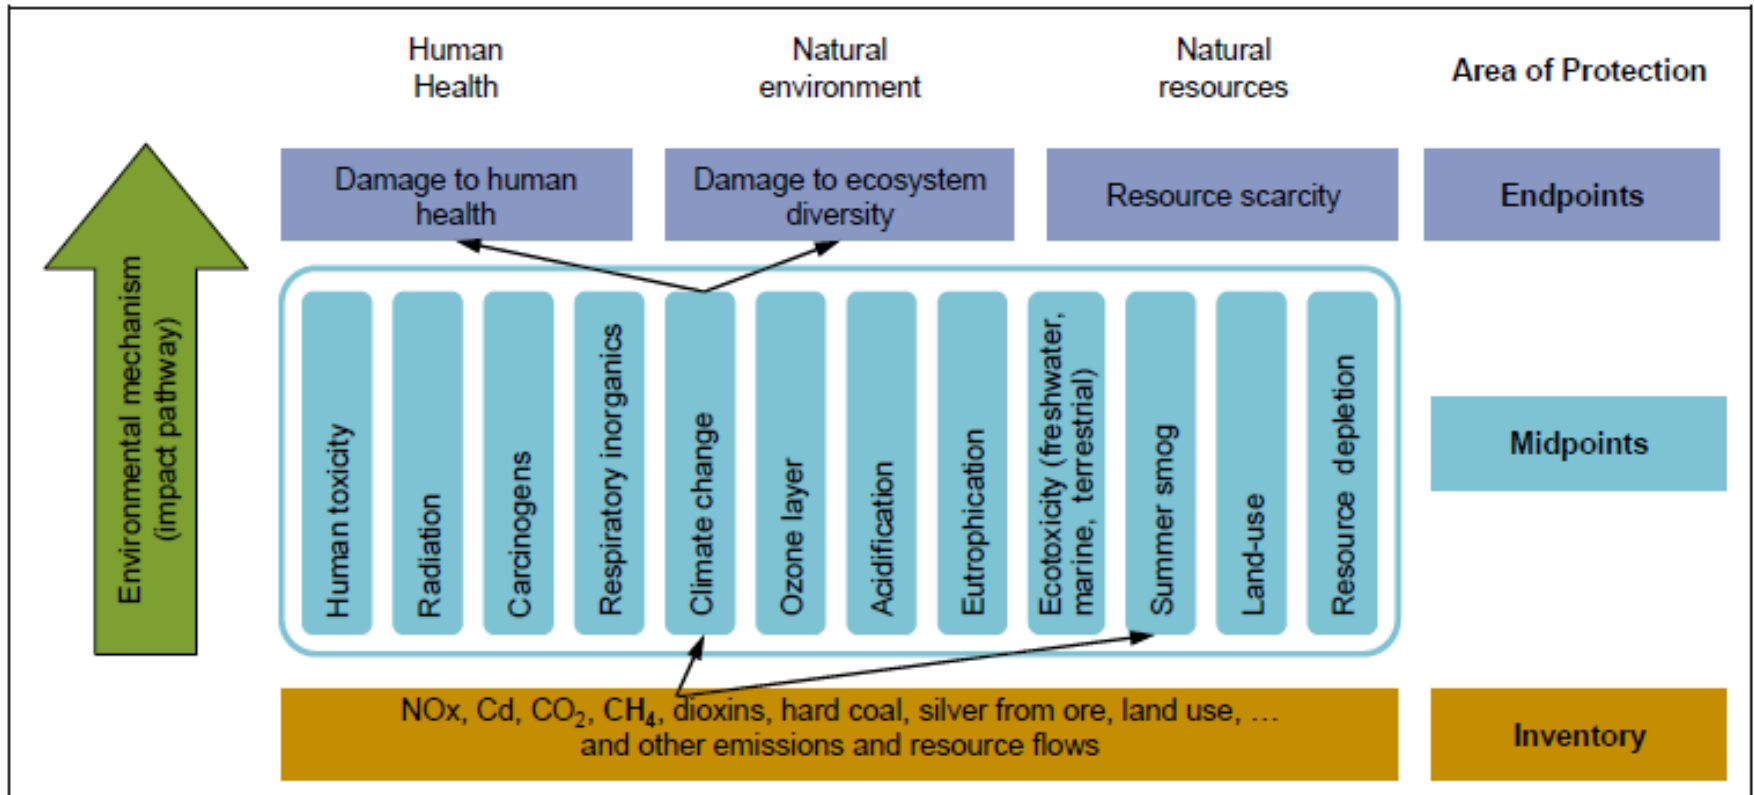 Human
Health
Natural
environment
Natural
resources
Area of Protection
Damage to human
health
Damage to ecosystem
diversity
Resource scarcity
Endpoints
Environmental mechanism
(impact pathway)
Human toxicity
Radiation
Carcinogens
Respiratory inorganics
Climate change
Ozone layer
Acidification
Eutrophication
Ecotoxicity (freshwater,
marine, terrestrial)
Summer smog
Land-use
Resource depletion
Midpoints
NOx, Cd, CO₂, CH₄, dioxins, hard coal, silver from ore, land use, ...
and other emissions and resource flows
Inventory